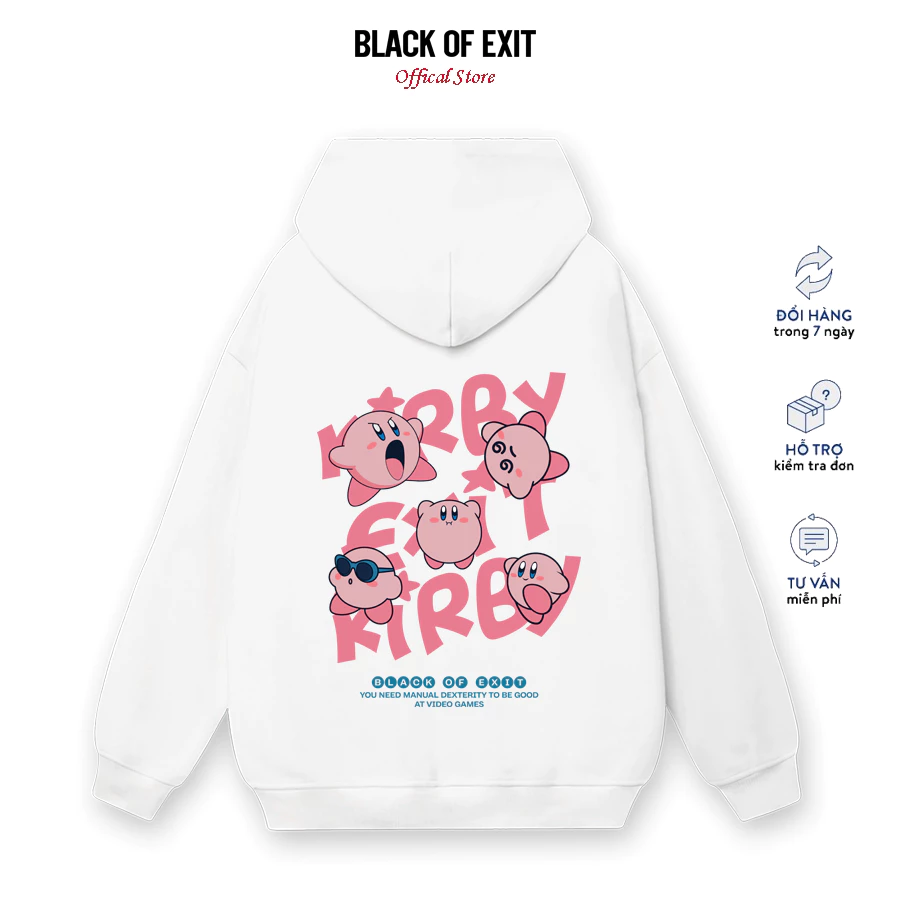 BLACK OF EXIT
Offical Store
KiRBY
EXiT
KiRBY
BLACK OF EXIT
YOU NEED MANUAL DEXTERITY TO BE GOOD
AT VIDEO GAMES
ĐỔI HÀNG
trong 7 ngày
?
HỖ TRỢ
kiểm tra đơn
TƯ VẤN
miễn phí